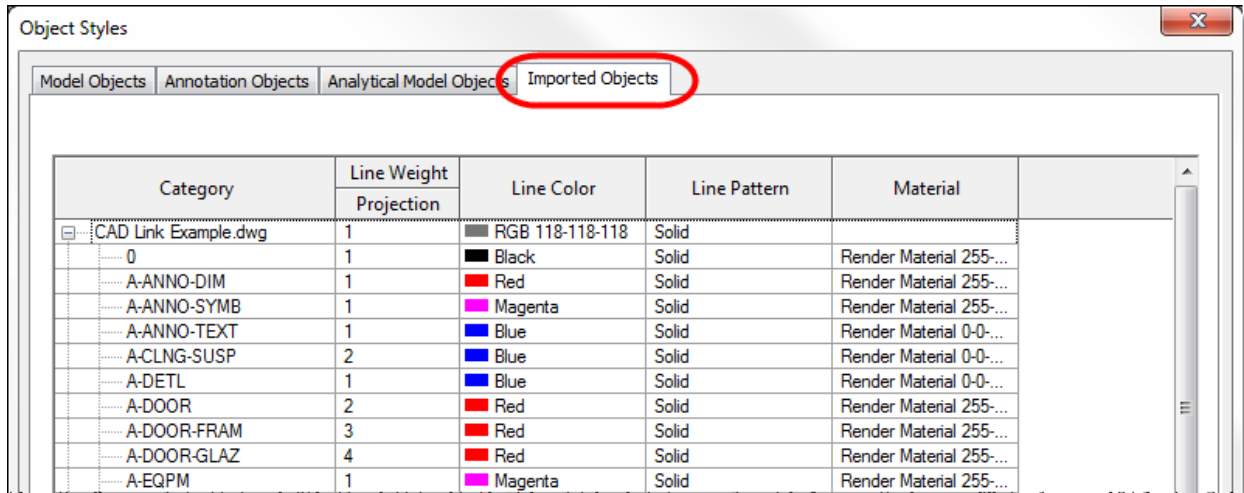 Object Styles
Model Objects Annotation Objects Analytical Model Objects Imported Objects
Category Line Weight Line Color Line Pattern Material
Projection
CAD Link Example.dwg 1 RGB 118-118-118 Solid
0 1 Black Solid Render Material 255-...
A-ANNO-DIM 1 Red Solid Render Material 255-...
A-ANNO-SYMB 1 Magenta Solid Render Material 255-...
A-ANNO-TEXT 1 Blue Solid Render Material 0-0-...
A-CLNG-SUSP 2 Blue Solid Render Material 0-0-...
A-DETL 1 Blue Solid Render Material 0-0-...
A-DOOR 2 Red Solid Render Material 255-...
A-DOOR-FRAM 3 Red Solid Render Material 255-...
A-DOOR-GLAZ 4 Red Solid Render Material 255-...
A-EQPM 1 Magenta Solid Render Material 255-...